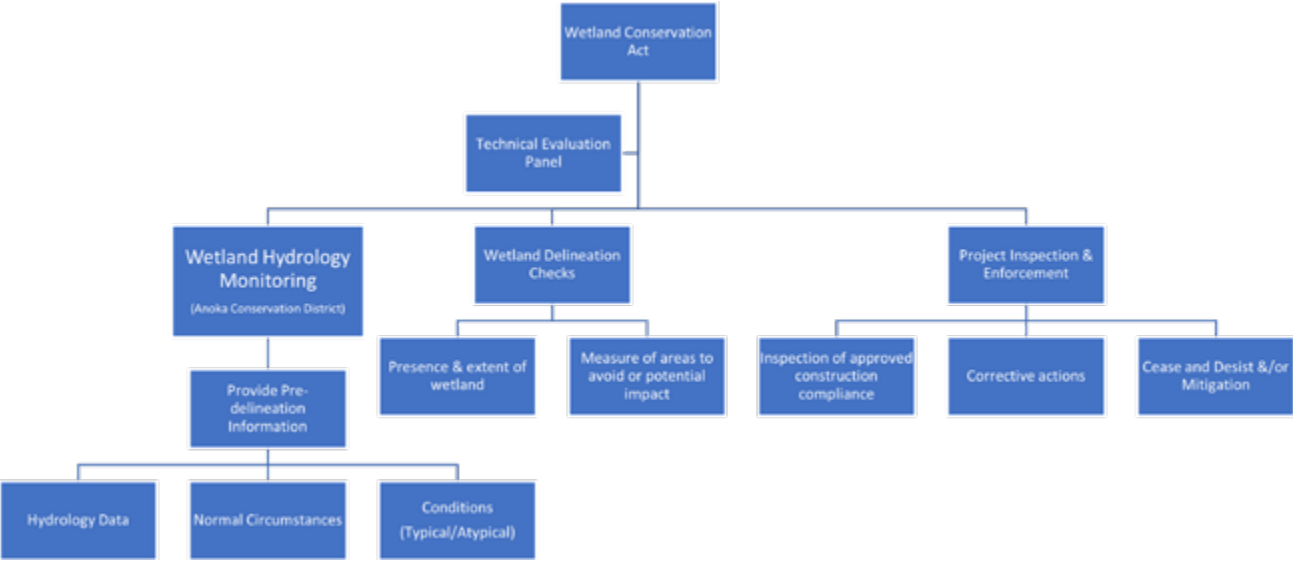 Wetland Conservation
Act
Technical Evaluation
Panel
Wetland Hydrology
Monitoring
(Anoka Conservation District)
Wetland Delineation
Checks
Project Inspection &
Enforcement
Presence & extent of
wetland
Measure of areas to
avoid or potential
impact
Inspection of approved
construction
compliance
Corrective actions
Cease and Desist &/or
Mitigation
Provide Pre-
delineation
Information
Hydrology Data
Normal Circumstances
Conditions
(Typical/Atypical)